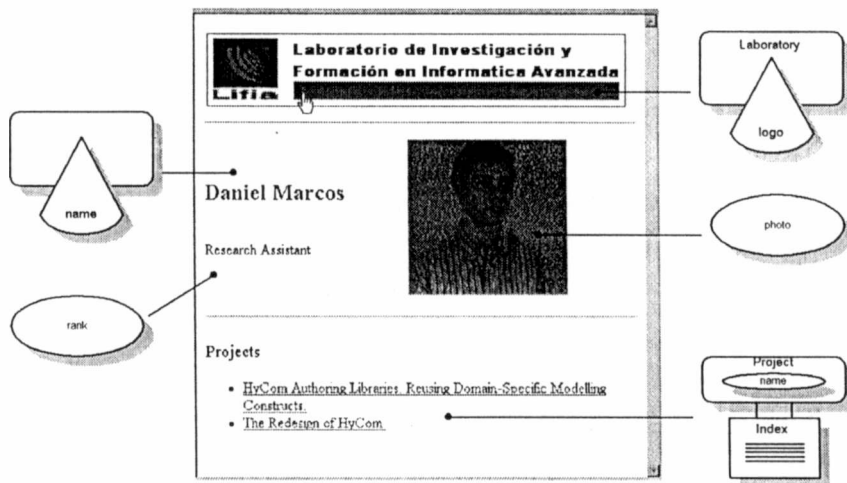 Laboratorio de Investigación y
Formación en Informatica Avanzada
Lifia
Laboratory
logo
name
Daniel Marcos
photo
Research Assistant
rank
Projects
HyCom Authoring Libraries. Reusing Domain-Specific Modelling
Constructs.
The Redesign of HyCom
Project
name
Index